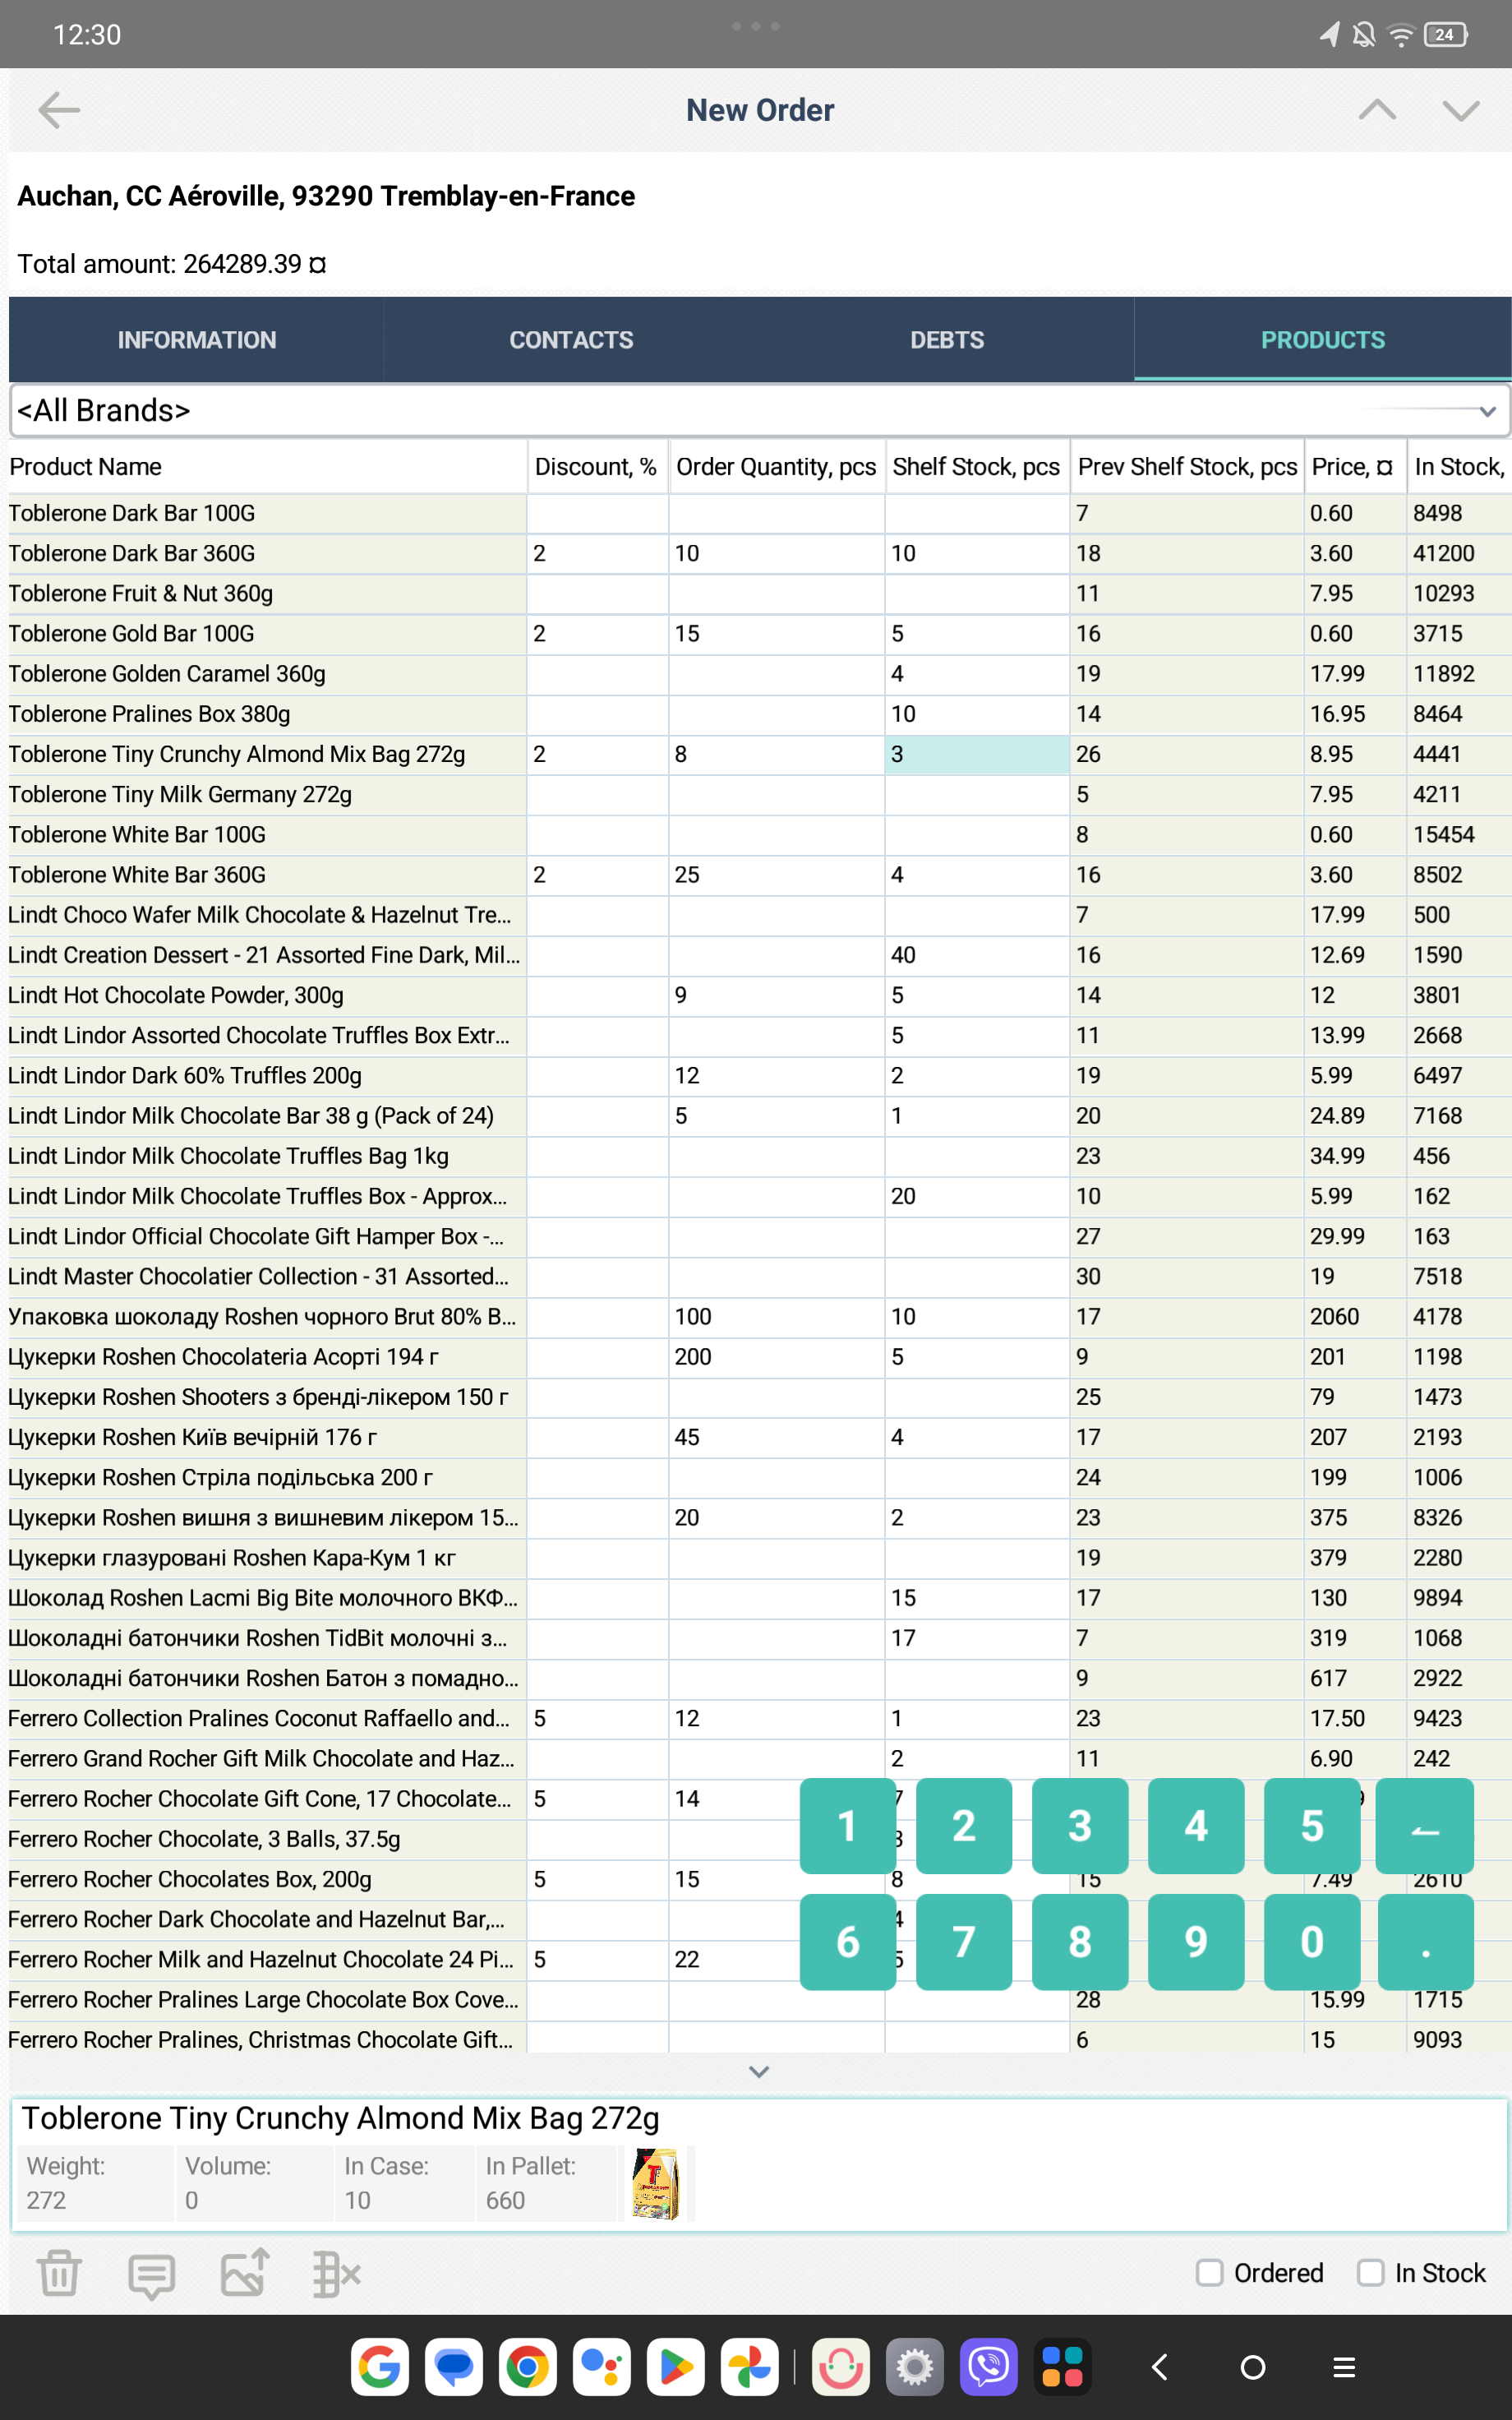 12:30
24
New Order
Auchan, CC Aéroville, 93290 Tremblay-en-France
Total amount: 264289.39 ¤
INFORMATION CONTACTS DEBTS PRODUCTS
<All Brands>
Product Name Discount, % Order Quantity, pcs Shelf Stock, pcs Prev Shelf Stock, pcs Price, ¤ In Stock,
Toblerone Dark Bar 100G 7 0.60 8498
Toblerone Dark Bar 360G 2 10 10 18 3.60 41200
Toblerone Fruit & Nut 360g 11 7.95 10293
Toblerone Gold Bar 100G 2 15 5 16 0.60 3715
Toblerone Golden Caramel 360g 4 19 17.99 11892
Toblerone Pralines Box 380g 10 14 16.95 8464
Toblerone Tiny Crunchy Almond Mix Bag 272g 2 8 3 26 8.95 4441
Toblerone Tiny Milk Germany 272g 5 7.95 4211
Toblerone White Bar 100G 8 0.60 15454
Toblerone White Bar 360G 2 25 4 16 3.60 8502
Lindt Choco Wafer Milk Chocolate & Hazelnut Tre... 7 17.99 500
Lindt Creation Dessert - 21 Assorted Fine Dark, Mil... 40 16 12.69 1590
Lindt Hot Chocolate Powder, 300g 9 5 14 12 3801
Lindt Lindor Assorted Chocolate Truffles Box Extr... 5 11 13.99 2668
Lindt Lindor Dark 60% Truffles 200g 12 2 19 5.99 6497
Lindt Lindor Milk Chocolate Bar 38 g (Pack of 24) 5 1 20 24.89 7168
Lindt Lindor Milk Chocolate Truffles Bag 1kg 23 34.99 456
Lindt Lindor Milk Chocolate Truffles Box - Approx... 20 10 5.99 162
Lindt Lindor Official Chocolate Gift Hamper Box -... 27 29.99 163
Lindt Master Chocolatier Collection - 31 Assorted... 30 19 7518
Упаковка шоколаду Roshen чорного Brut 80% В... 100 10 17 2060 4178
Цукерки Roshen Chocolateria Асорті 194 г 200 5 9 201 1198
Цукерки Roshen Shooters з бренді-лікером 150 г 25 79 1473
Цукерки Roshen Київ вечірній 176 г 45 4 17 207 2193
Цукерки Roshen Стріла подільська 200 г 24 199 1006
Цукерки Roshen вишня з вишневим лікером 15... 20 2 23 375 8326
Цукерки глазуровані Roshen Кара-Кум 1 кг 19 379 2280
Шоколад Roshen Lacmi Big Bite молочного ВКФ... 15 17 130 9894
Шоколадні батончики Roshen TidBit молочні з... 17 7 319 1068
Шоколадні батончики Roshen Батон з помадно... 9 617 2922
Ferrero Collection Pralines Coconut Raffaello and... 5 12 1 23 17.50 9423
Ferrero Grand Rocher Gift Milk Chocolate and Haz... 2 11 6.90 242
Ferrero Rocher Chocolate Gift Cone, 17 Chocolate... 5 14
1 2 3 4 5
Ferrero Rocher Chocolate, 3 Balls, 37.5g
Ferrero Rocher Chocolates Box, 200g 5 15 8 15 7.49 2610
Ferrero Rocher Dark Chocolate and Hazelnut Bar,...
6 7 8 9 0 .
Ferrero Rocher Milk and Hazelnut Chocolate 24 Pi... 5 22
Ferrero Rocher Pralines Large Chocolate Box Cove... 28 15.99 1715
Ferrero Rocher Pralines, Christmas Chocolate Gift... 6 15 9093
Toblerone Tiny Crunchy Almond Mix Bag 272g
Weight: Volume: In Case: In Pallet:
272 0 10 660
Ordered In Stock